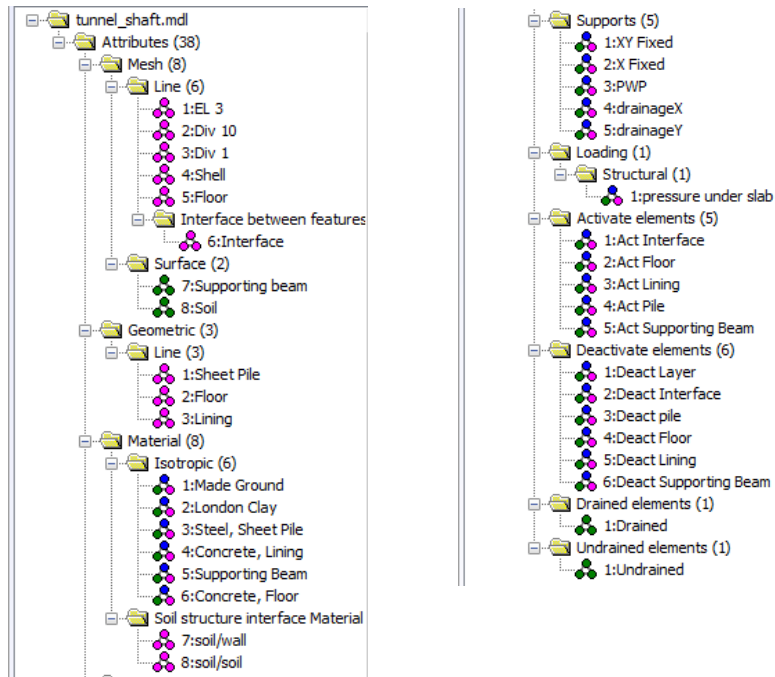 tunnel_shaft.mdl
Attributes (38)
Mesh (8)
Line (6)
1:EL 3
2:Div 10
3:Div 1
4:Shell
5:Floor
Interface between features
6:Interface
Surface (2)
7:Supporting beam
8:Soil
Geometric (3)
Line (3)
1:Sheet Pile
2:Floor
3:Lining
Material (8)
Isotropic (6)
1:Made Ground
2:London Clay
3:Steel, Sheet Pile
4:Concrete, Lining
5:Supporting Beam
6:Concrete, Floor
Soil structure interface Material
7:soil/wall
8:soil/soil
Supports (5)
1:XY Fixed
2:X Fixed
3:PWP
4:drainageX
5:drainageY
Loading (1)
Structural (1)
1:pressure under slab
Activate elements (5)
1:Act Interface
2:Act Floor
3:Act Lining
4:Act Pile
5:Act Supporting Beam
Deactivate elements (6)
1:Deact Layer
2:Deact Interface
3:Deact pile
4:Deact Floor
5:Deact Lining
6:Deact Supporting Beam
Drained elements (1)
1:Drained
Undrained elements (1)
1:Undrained